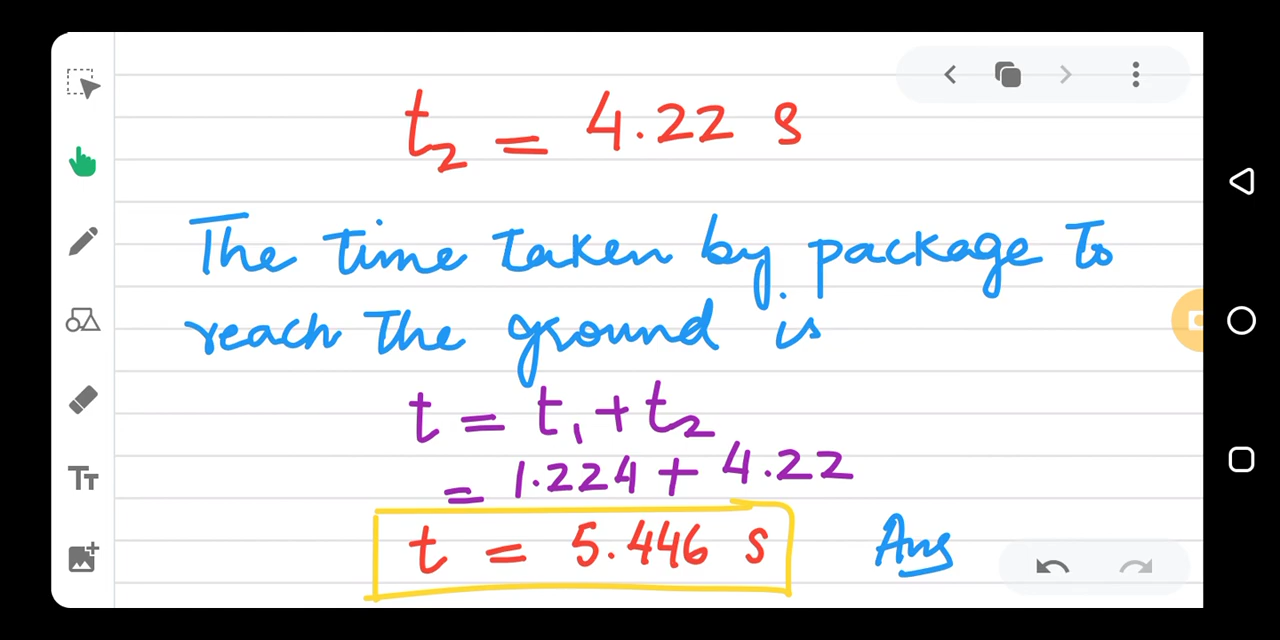 t₂ = 4.22 s
The time taken by package to
reach the ground is
t = t₁ + t₂
= 1.224 + 4.22
t = 5.446 s Ans
Tт